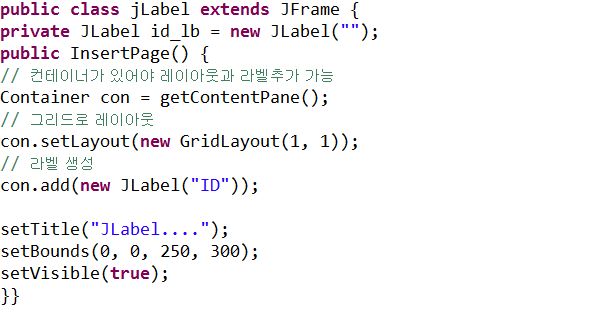 public class jLabel extends JFrame {
private JLabel id_lb = new JLabel("");
public InsertPage() {
// 컨테이너가 있어야 레이아웃과 라벨추가 가능
Container con = getContentPane();
// 그리드로 레이아웃
con.setLayout(new GridLayout(1, 1));
// 라벨 생성
con.add(new JLabel("ID"));
setTitle("JLabel....");
setBounds(0, 0, 250, 300);
setVisible(true);
}}